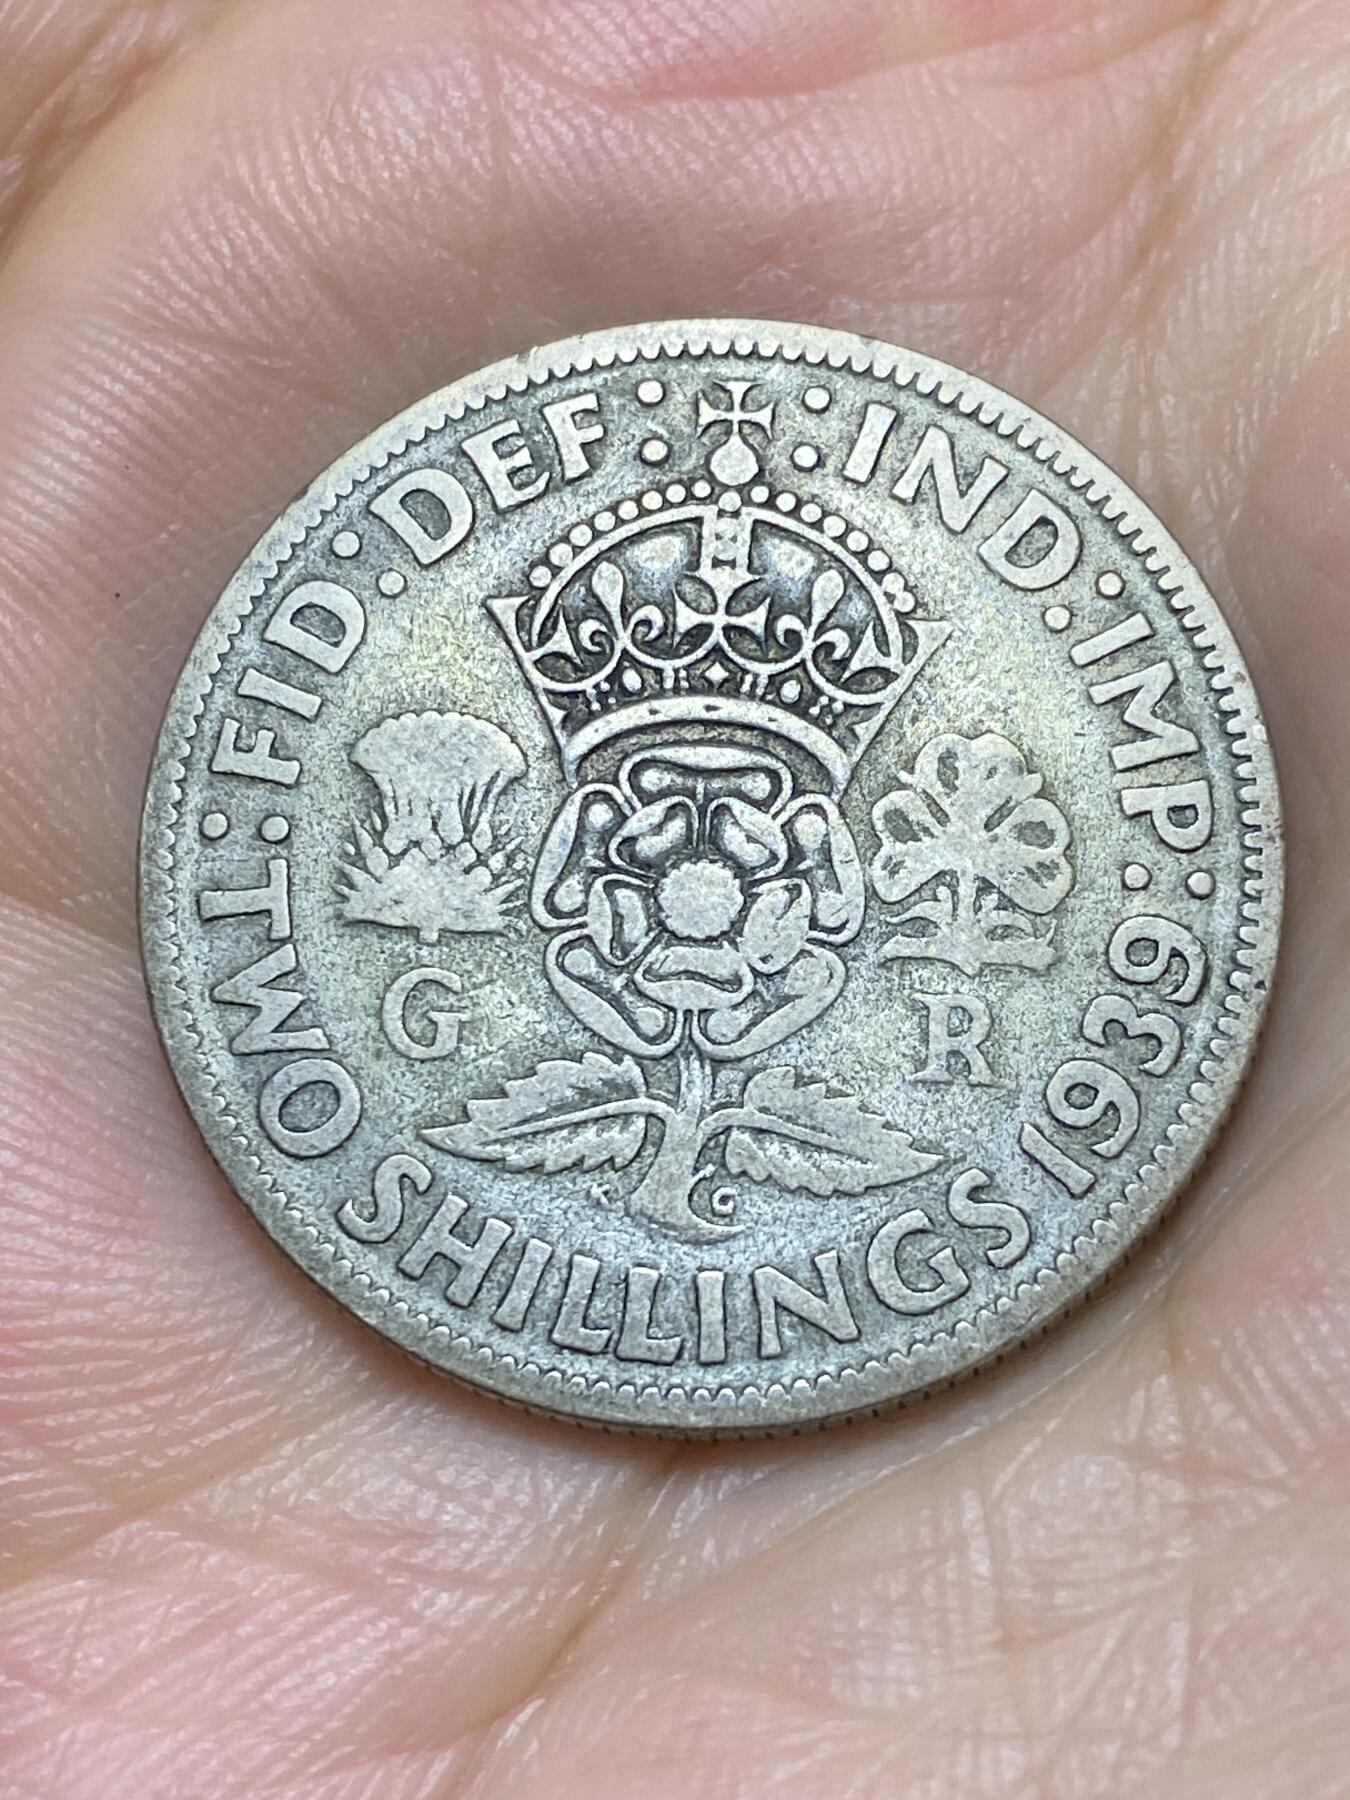 TWO SHILLINGS 1939
:FID:DEF: :IND:IMP:
G R
K G